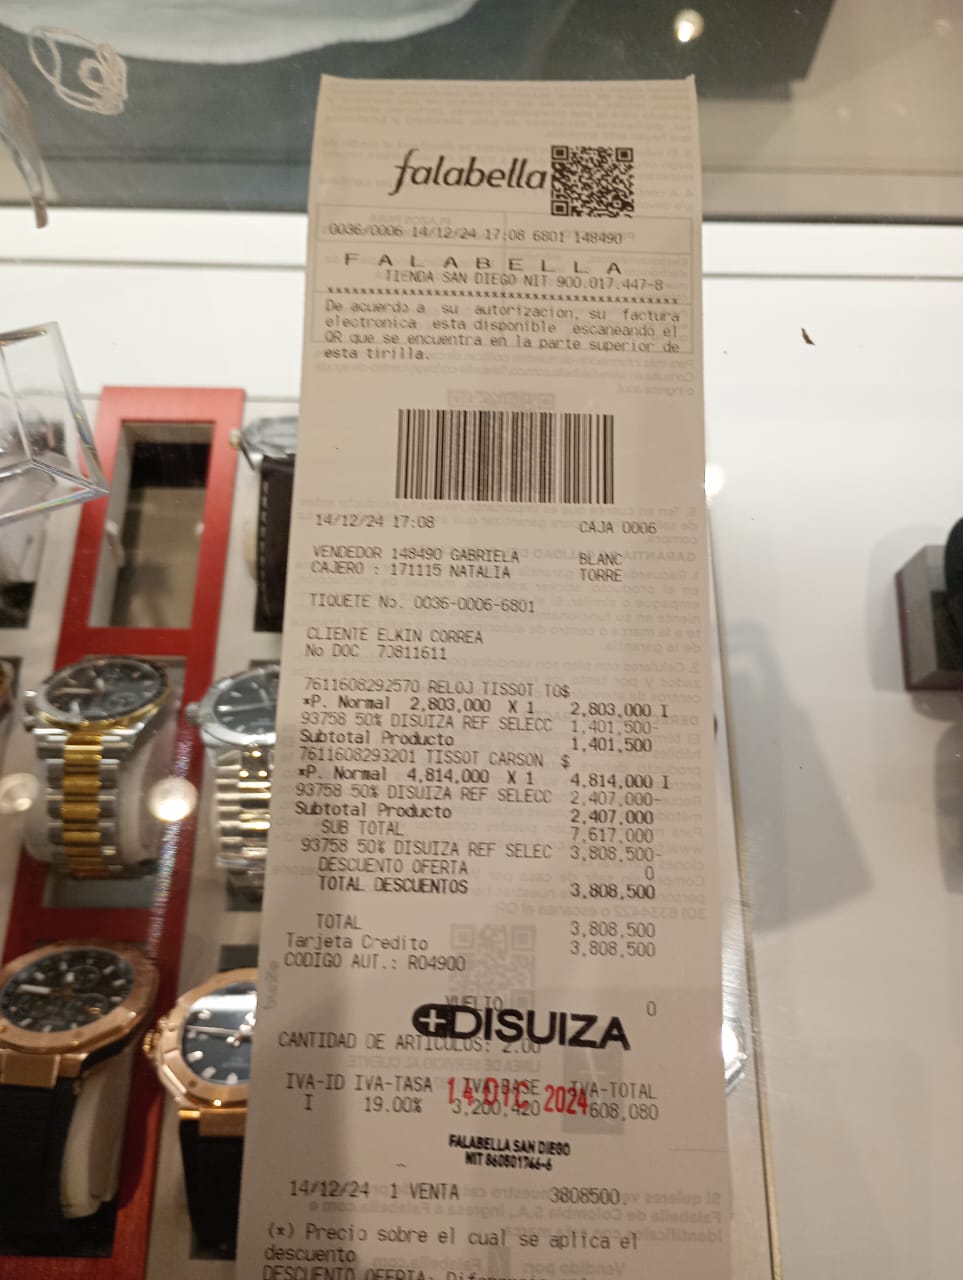 falabella
0036/0006 14/12/24 17:08 6801 148490
F A L A B E L L A
TIENDA SAN DIEGO NIT 900.017.447-8
De acuerdo a su autorizacion, su factura
electronica esta disponible escaneando el
QR que se encuentra en la parte superior de
esta tirilla.
14/12/24 17:08 CAJA 0006
VENDEDOR 148490 GABRIELA BLANC
CAJERO : 171115 NATALIA TORRE
TIQUETE No. 0036-0006-6801
CLIENTE ELKIN CORREA
No DOC 70811611
7611608292570 RELOJ TISSOT TO$
*P. Normal 2,803,000 X 1 2,803,000 I
93758 50% DISUIZA REF SELECC 1,401,500-
Subtotal Producto 1,401,500
7611608293201 TISSOT CARSON $
*P. Normal 4,814,000 X 1 4,814,000 I
93758 50% DISUIZA REF SELECC 2,407,000-
Subtotal Producto 2,407,000
SUB TOTAL 7,617,000
93758 50% DISUIZA REF SELEC 3,808,500-
DESCUENTO OFERTA 0
TOTAL DESCUENTOS 3,808,500
TOTAL 3,808,500
Tarjeta Credito 3,808,500
CODIGO AUT.: R04900
VUELTO 0
DISUIZA
CANTIDAD DE ARTICULOS: 2.00
IVA-ID IVA-TASA IVA-BASE IVA-TOTAL
I 19.00% 3,200,420 608,080
14 DIC 2024
FALABELLA SAN DIEGO
NIT 860501766-6
14/12/24 1 VENTA 3808500
(*) Precio sobre el cual se aplica el
descuento
DESCUENTO OFERTA: